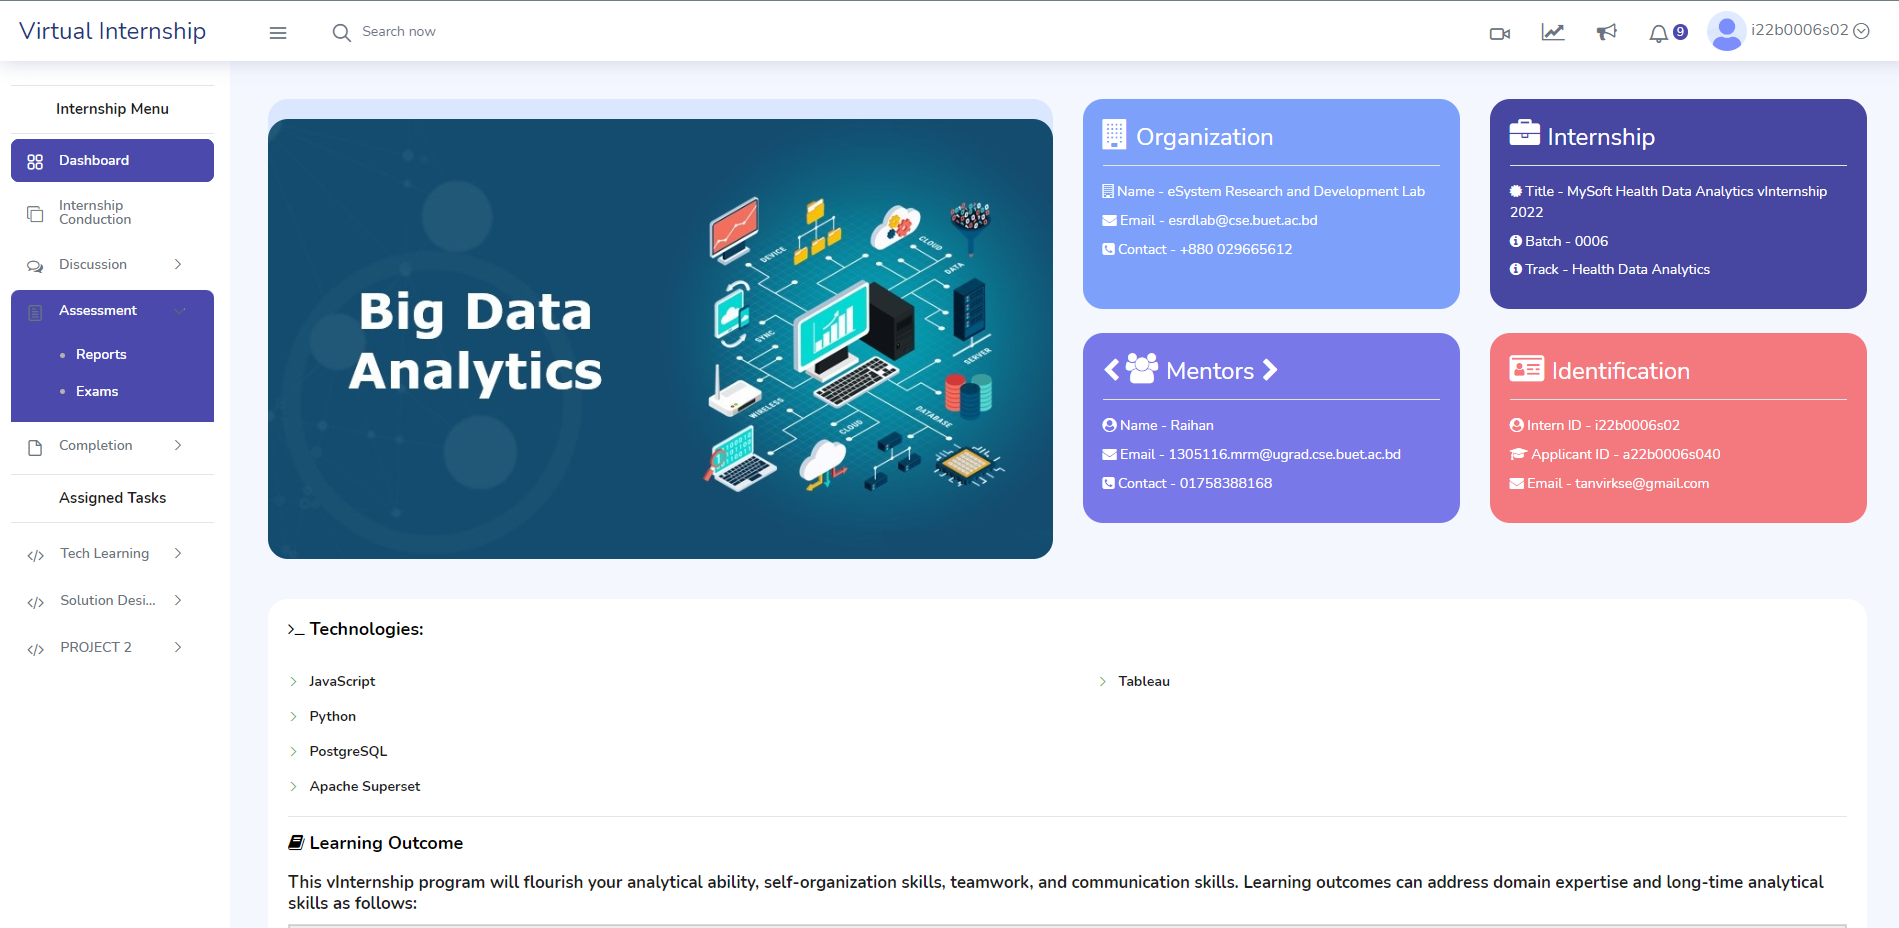 Virtual Internship
Search now
9
i22b0006s02
Internship Menu
Dashboard
Internship
Conduction
Discussion
Assessment
Reports
Exams
Completion
Assigned Tasks
Tech Learning
Solution Desi...
PROJECT 2
Big Data
Analytics
DEVICE
CLOUD
DATA
SYNC
SERVER
WIRELESS
CLOUD
DATABASE
Organization
Name - eSystem Research and Development Lab
Email - esrdlab@cse.buet.ac.bd
Contact - +880 029665612
Internship
Title - MySoft Health Data Analytics vInternship
2022
Batch - 0006
Track - Health Data Analytics
Mentors
Name - Raihan
Email - 1305116.mrm@ugrad.cse.buet.ac.bd
Contact - 01758388168
Identification
Intern ID - i22b0006s02
Applicant ID - a22b0006s040
Email - tanvirkse@gmail.com
Technologies:
JavaScript
Python
PostgreSQL
Apache Superset
Tableau
Learning Outcome
This vInternship program will flourish your analytical ability, self-organization skills, teamwork, and communication skills. Learning outcomes can address domain expertise and long-time analytical
skills as follows: